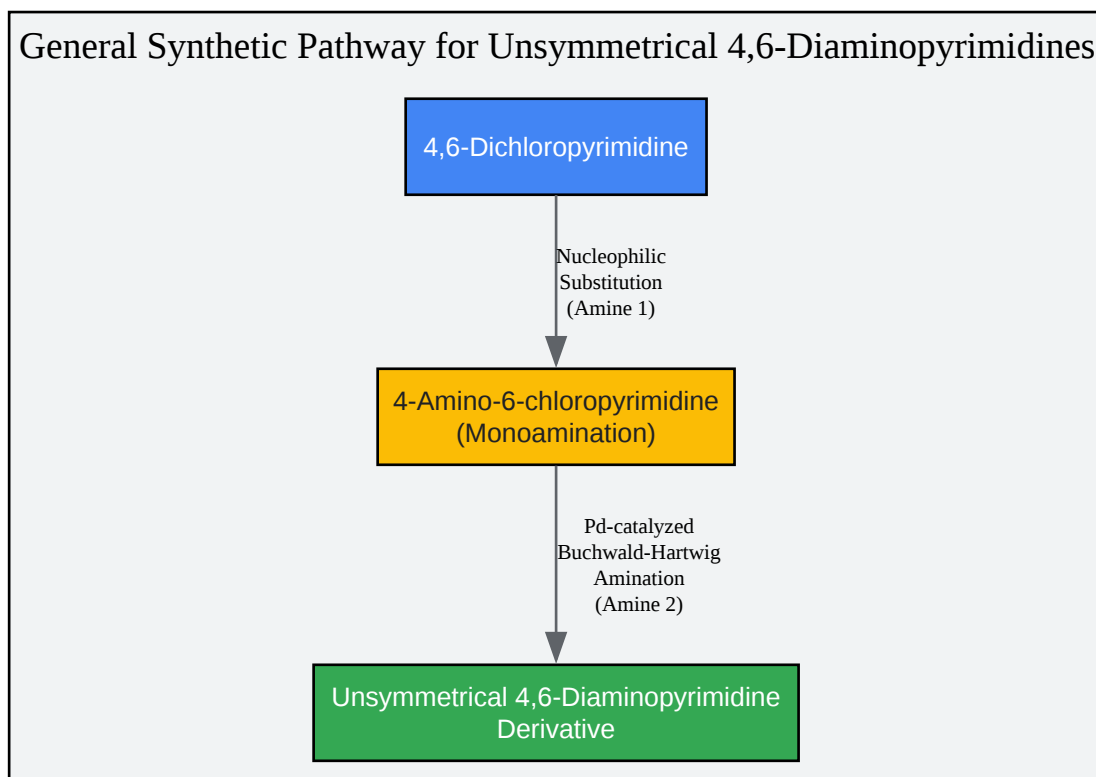 General Synthetic Pathway for Unsymmetrical 4,6-Diaminopyrimidines
4,6-Dichloropyrimidine
Nucleophilic
Substitution
(Amine 1)
4-Amino-6-chloropyrimidine
(Monoamination)
Pd-catalyzed
Buchwald-Hartwig
Amination
(Amine 2)
Unsymmetrical 4,6-Diaminopyrimidine
Derivative